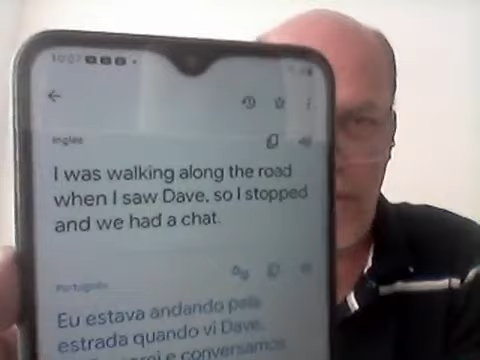 Inglês
I was walking along the road
when I saw Dave, so I stopped
and we had a chat.
Português
Eu estava andando pela
estrada quando vi Dave,
e conversamos